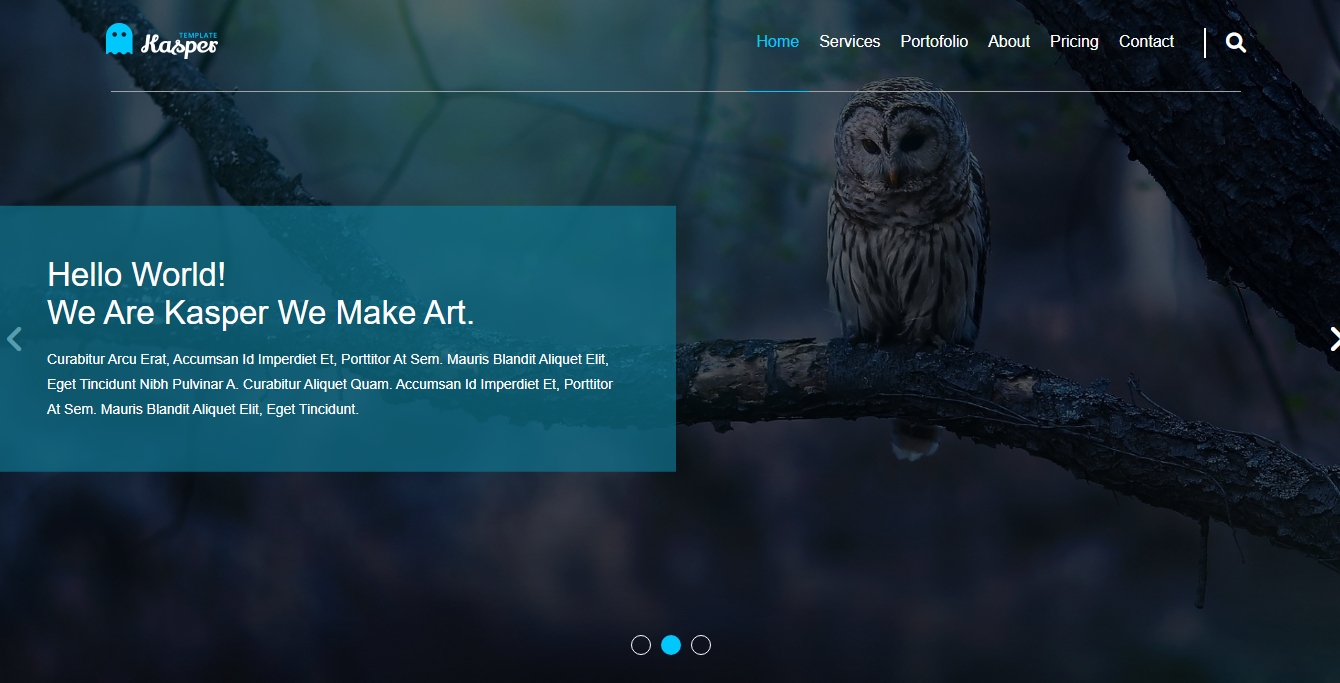 TEMPLATE
Kasper
Home Services Portofolio About Pricing Contact
Hello World!
We Are Kasper We Make Art.
Curabitur Arcu Erat, Accumsan Id Imperdiet Et, Porttitor At Sem. Mauris Blandit Aliquet Elit,
Eget Tincidunt Nibh Pulvinar A. Curabitur Aliquet Quam. Accumsan Id Imperdiet Et, Porttitor
At Sem. Mauris Blandit Aliquet Elit, Eget Tincidunt.